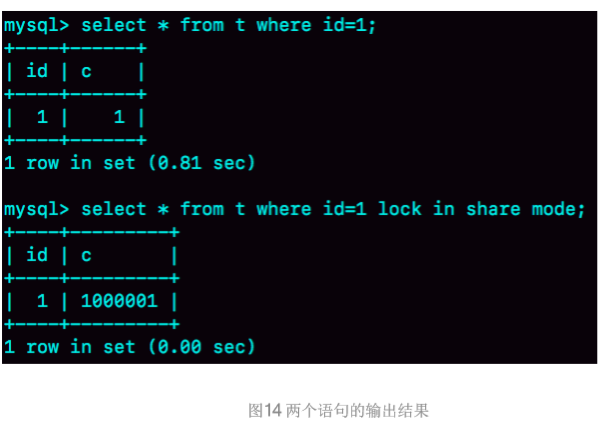 mysql> select * from t where id=1;
+----+------+
| id | c    |
+----+------+
|  1 |    1 |
+----+------+
1 row in set (0.81 sec)
mysql> select * from t where id=1 lock in share mode;
+----+---------+
| id | c       |
+----+---------+
|  1 | 1000001 |
+----+---------+
1 row in set (0.00 sec)
图14 两个语句的输出结果